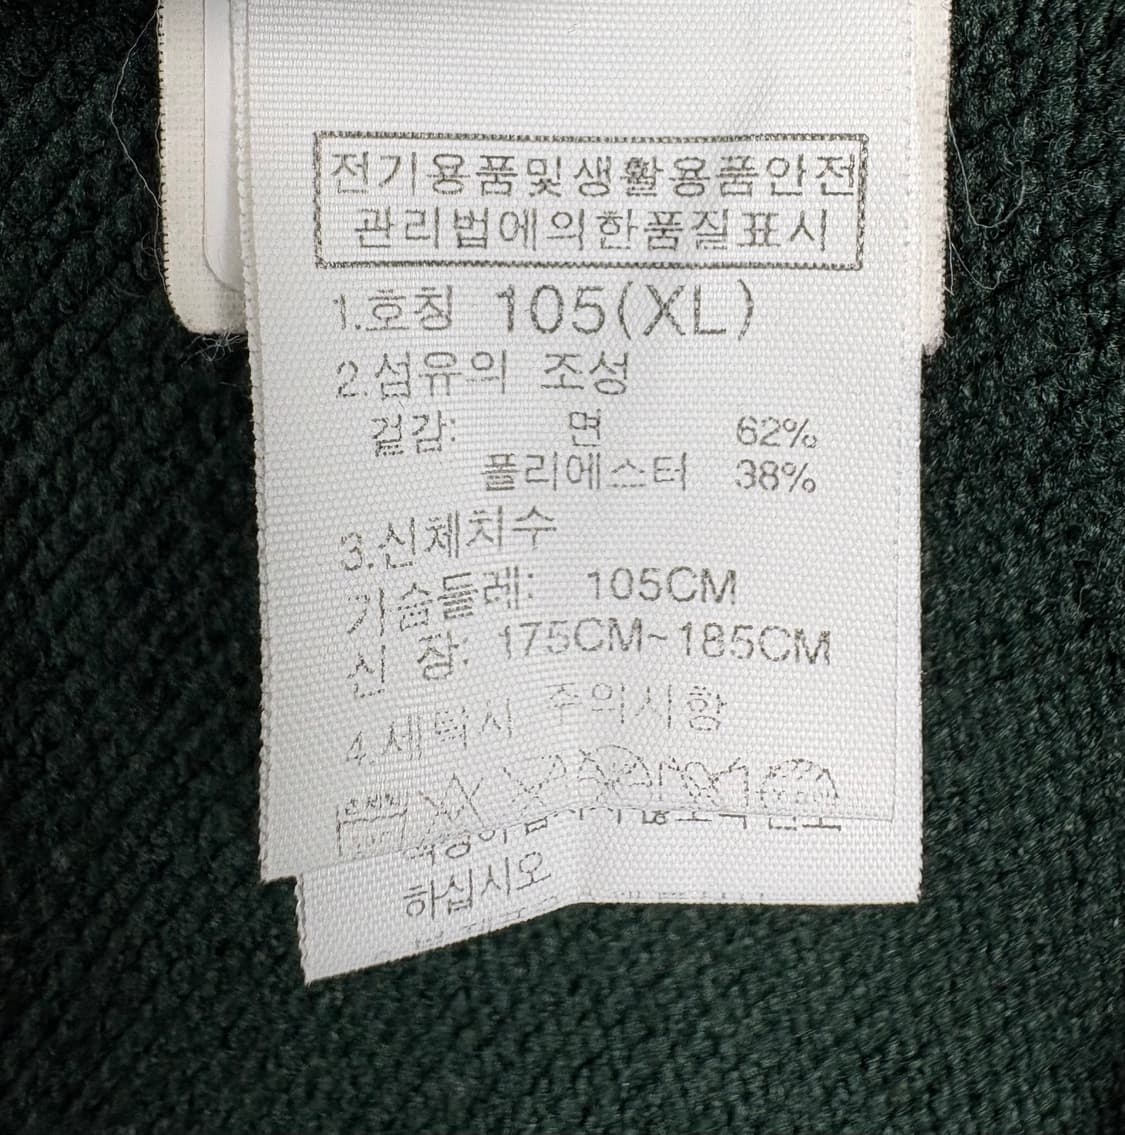 전기용품및생활용품안전
관리법에의한품질표시
1.호칭 105(XL)
2.섬유의 조성
겉감: 면 62%
폴리에스터 38%
3.신체치수
가슴둘레: 105CM
신 장: 175CM~185CM
4.세탁시 주의사항
하십시오